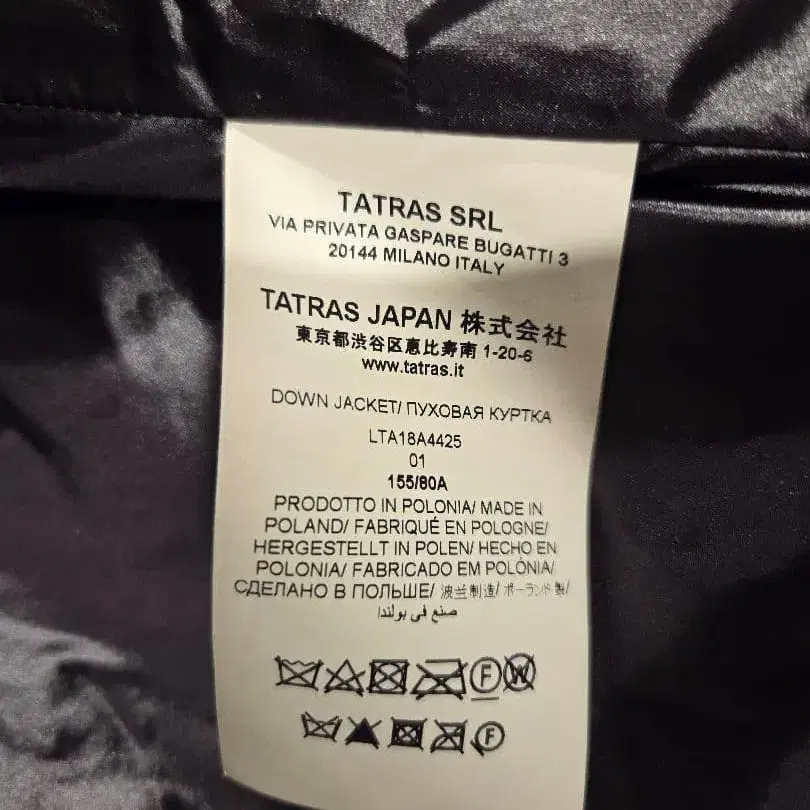 TATRAS SRL
VIA PRIVATA GASPARE BUGATTI 3
20144 MILANO ITALY
TATRAS JAPAN 株式会社
東京都渋谷区恵比寿南 1-20-6
www.tatras.it
DOWN JACKET/ ПУХОВАЯ КУРТКА
LTA18A4425
01
155/80A
PRODOTTO IN POLONIA/ MADE IN
POLAND/ FABRIQUÉ EN POLOGNE/
HERGESTELLT IN POLEN/ HECHO EN
POLONIA/ FABRICADO EM POLÓNIA/
СДЕЛАНО В ПОЛЬШЕ/ 波兰制造/ ポーランド製/
صنع في بولندا
F W
F